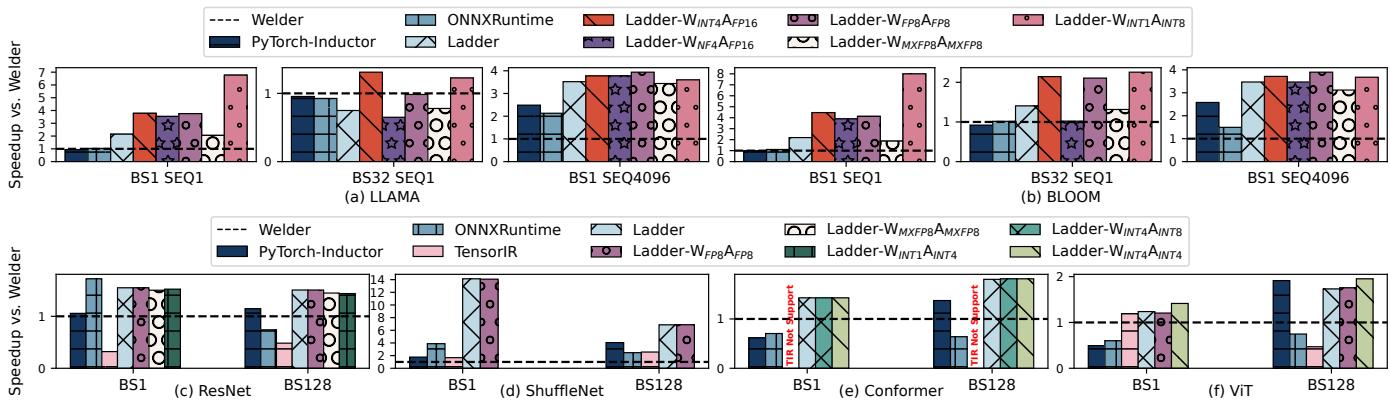 Welder
ONNXRuntime
Ladder-W_INT4A_FP16
Ladder-W_FP8A_FP8
Ladder-W_INT1A_INT8
PyTorch-Inductor
Ladder
Ladder-W_NF4A_FP16
Ladder-W_MXFP8A_MXFP8
Speedup vs. Welder
7
6
5
4
3
2
1
0
BS1 SEQ1
1
0
BS32 SEQ1
4
3
2
1
0
BS1 SEQ4096
(a) LLAMA
8
7
6
5
4
3
2
1
0
BS1 SEQ1
2
1
0
BS32 SEQ1
4
3
2
1
0
BS1 SEQ4096
(b) BLOOM
Welder
ONNXRuntime
Ladder
Ladder-W_MXFP8A_MXFP8
Ladder-W_INT4A_INT8
PyTorch-Inductor
TensorIR
Ladder-W_FP8A_FP8
Ladder-W_INT1A_INT4
Ladder-W_INT4A_INT4
Speedup vs. Welder
1
0
BS1
BS128
(c) ResNet
14
12
10
8
6
4
2
0
BS1
BS128
(d) ShuffleNet
1
0
TIR Not Support
TIR Not Support
BS1
BS128
(e) Conformer
2
1
0
BS1
BS128
(f) ViT